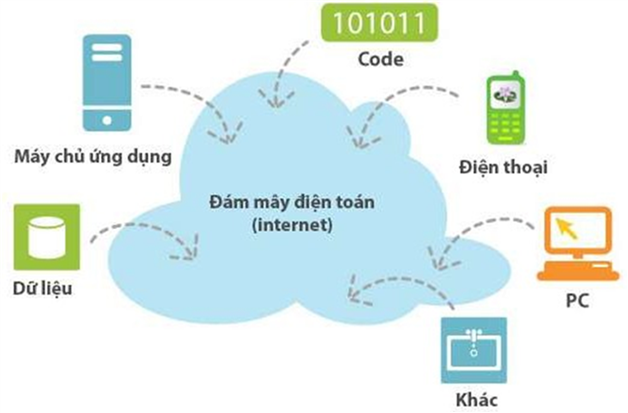 101011
Code
Máy chủ ứng dụng
Điện thoại
Đám mây điện toán
(internet)
Dữ liệu
PC
Khác